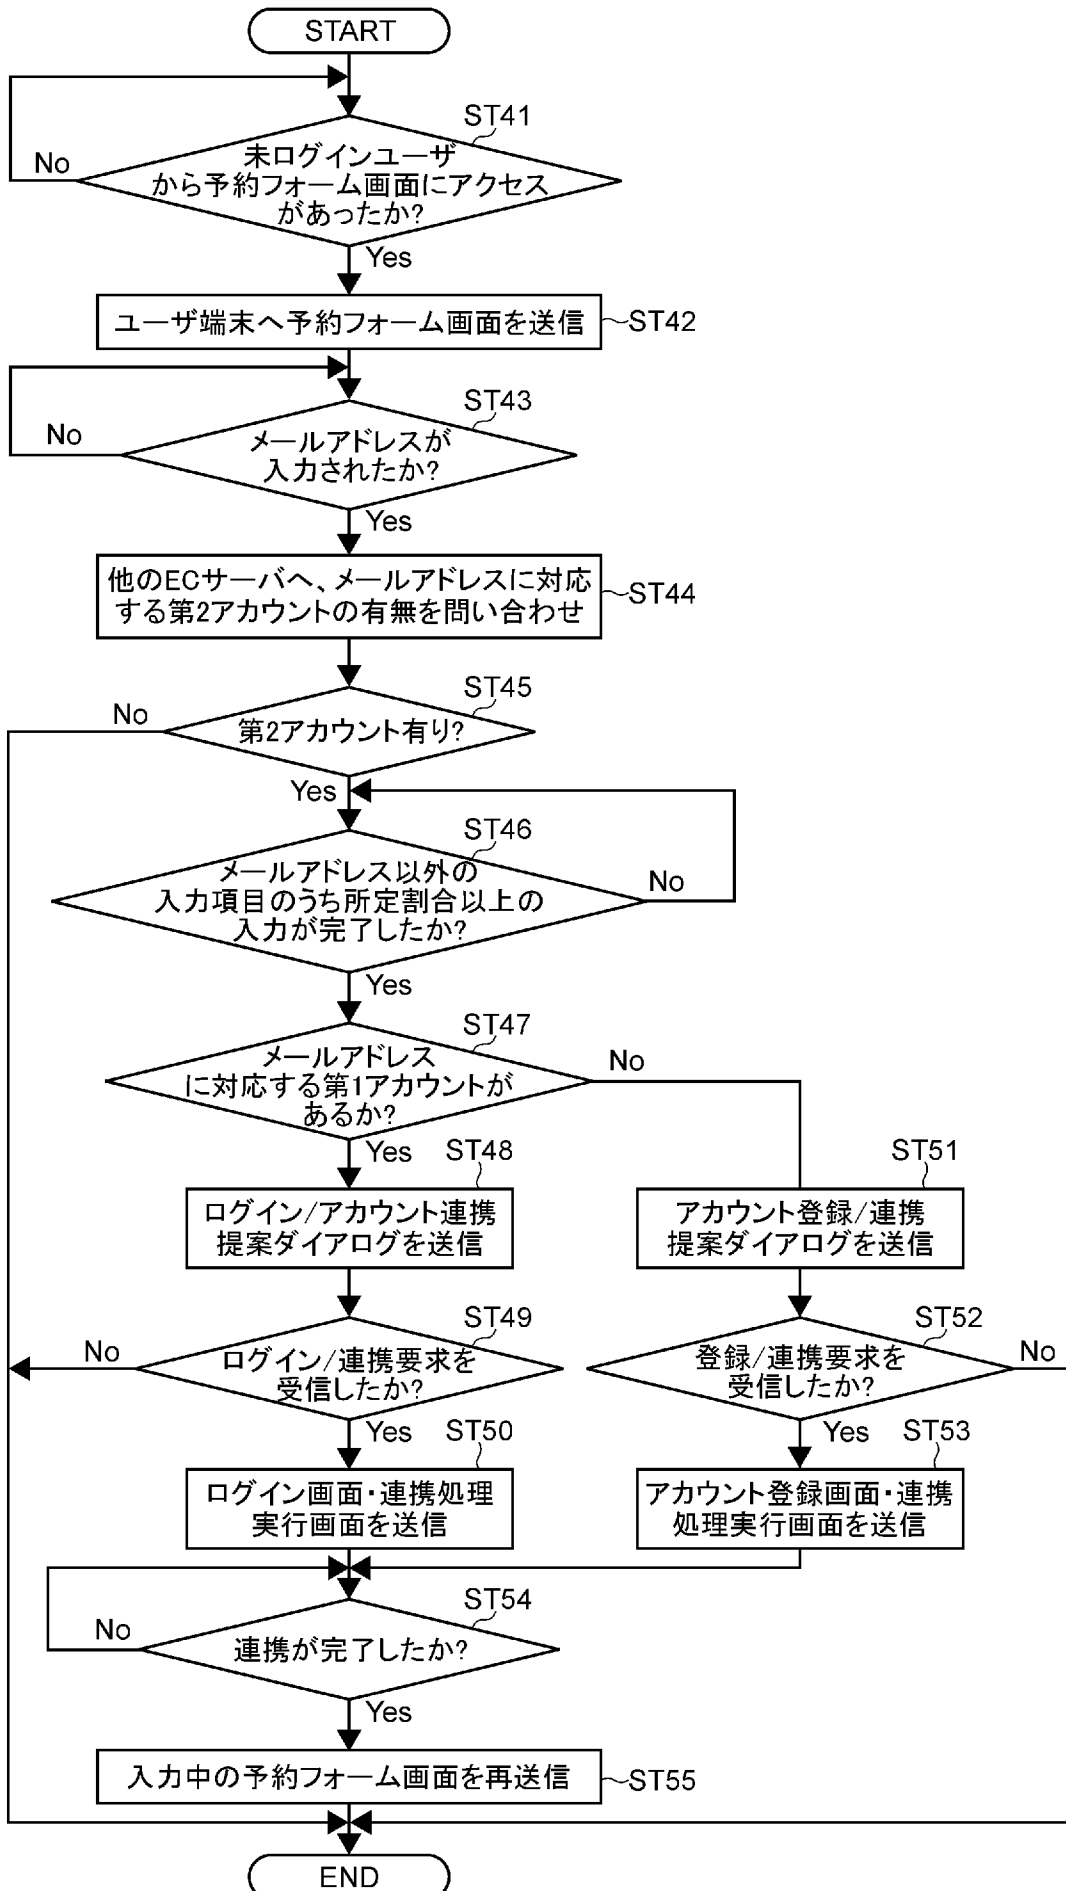 START
ST41
未ログインユーザ
から予約フォーム画面にアクセス
があったか?
No
Yes
ユーザ端末へ予約フォーム画面を送信
ST42
ST43
No
メールアドレスが
入力されたか?
Yes
他のECサーバへ、メールアドレスに対応
する第2アカウントの有無を問い合わせ
ST44
ST45
No
第2アカウント有り?
Yes
ST46
メールアドレス以外の
入力項目のうち所定割合以上の
入力が完了したか?
No
Yes
ST47
メールアドレス
に対応する第1アカウントが
あるか?
No
Yes
ST48
ログイン/アカウント連携
提案ダイアログを送信
ST51
アカウント登録/連携
提案ダイアログを送信
ST49
No
ログイン/連携要求を
受信したか?
Yes
ST52
登録/連携要求を
受信したか?
No
Yes
ST50
ログイン画面・連携処理
実行画面を送信
ST53
アカウント登録画面・連携
処理実行画面を送信
ST54
No
連携が完了したか?
Yes
入力中の予約フォーム画面を再送信
ST55
END